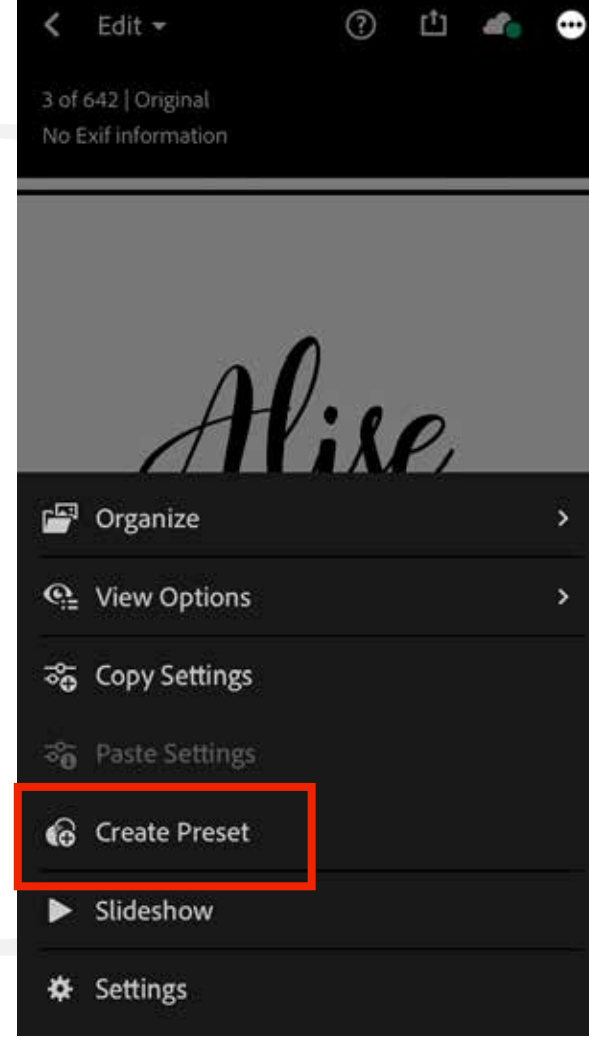 Edit
3 of 642 | Original
No Exif information
Alise
Organize
View Options
Copy Settings
Paste Settings
Create Preset
Slideshow
Settings